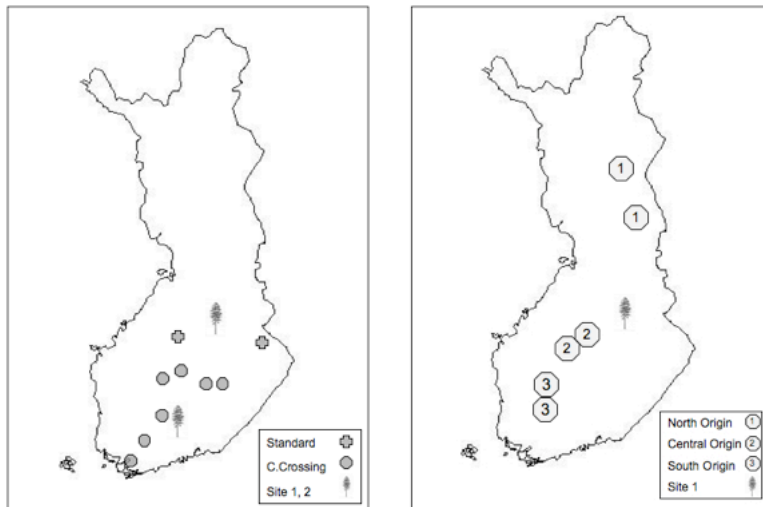 Standard
C.Crossing
Site 1, 2
1
1
2
2
3
3
North Origin 1
Central Origin 2
South Origin 3
Site 1